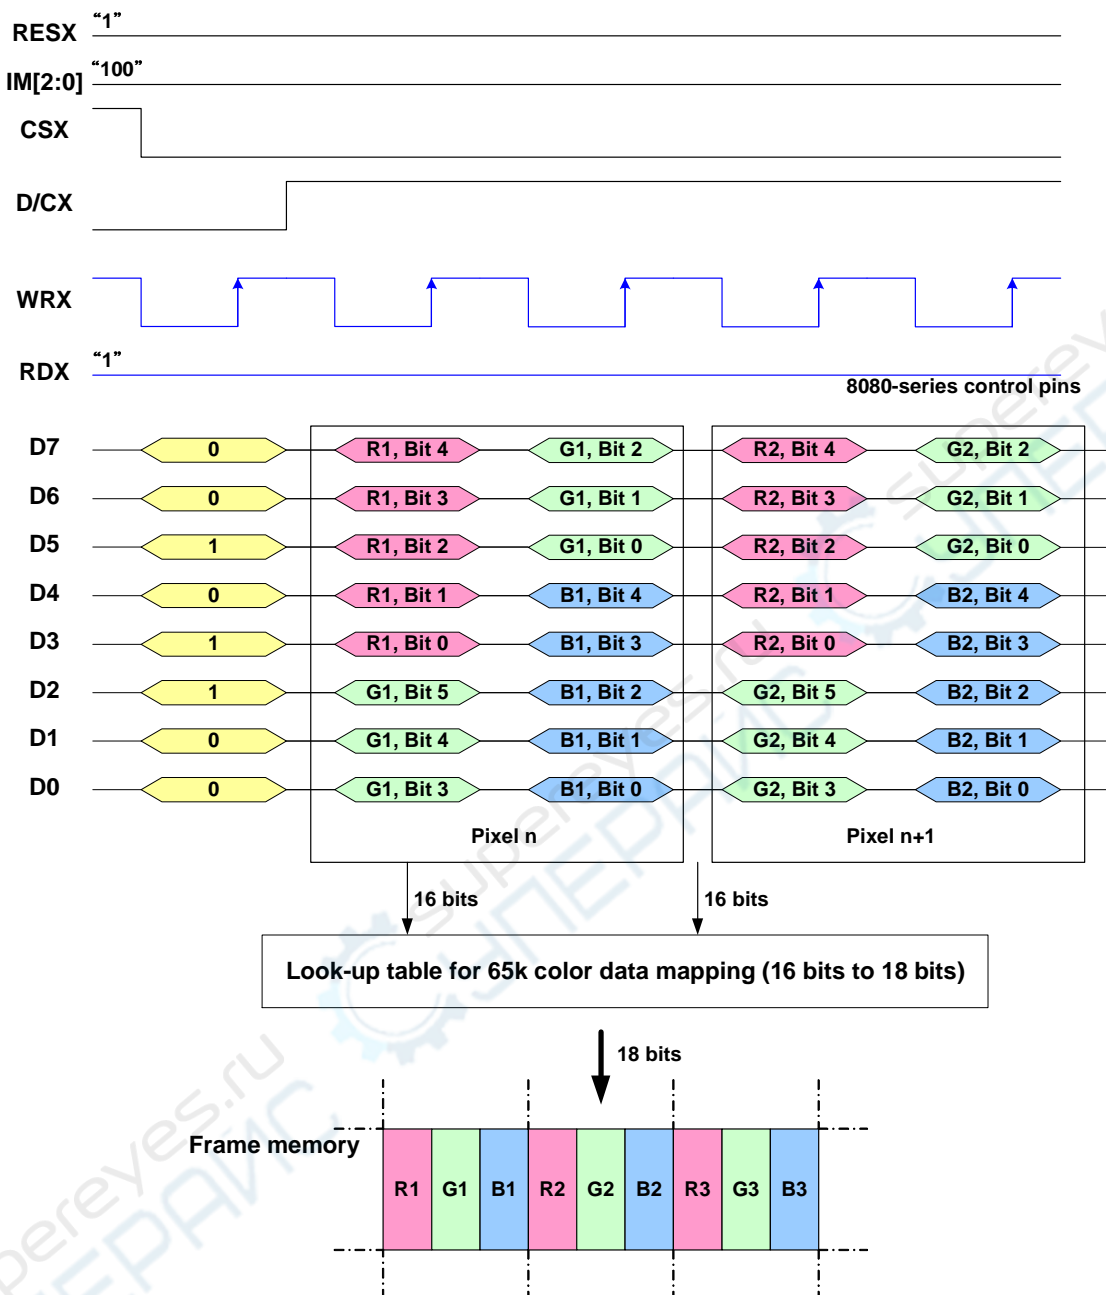 RESX "1"
IM[2:0] "100"
CSX
D/CX
WRX
RDX "1"
8080-series control pins
D7 0 R1, Bit 4 G1, Bit 2 R2, Bit 4 G2, Bit 2
D6 0 R1, Bit 3 G1, Bit 1 R2, Bit 3 G2, Bit 1
D5 1 R1, Bit 2 G1, Bit 0 R2, Bit 2 G2, Bit 0
D4 0 R1, Bit 1 B1, Bit 4 R2, Bit 1 B2, Bit 4
D3 1 R1, Bit 0 B1, Bit 3 R2, Bit 0 B2, Bit 3
D2 1 G1, Bit 5 B1, Bit 2 G2, Bit 5 B2, Bit 2
D1 0 G1, Bit 4 B1, Bit 1 G2, Bit 4 B2, Bit 1
D0 0 G1, Bit 3 B1, Bit 0 G2, Bit 3 B2, Bit 0
Pixel n Pixel n+1
16 bits 16 bits
Look-up table for 65k color data mapping (16 bits to 18 bits)
18 bits
Frame memory
R1 G1 B1 R2 G2 B2 R3 G3 B3
supereyes.ru
СУПЕРАЙС